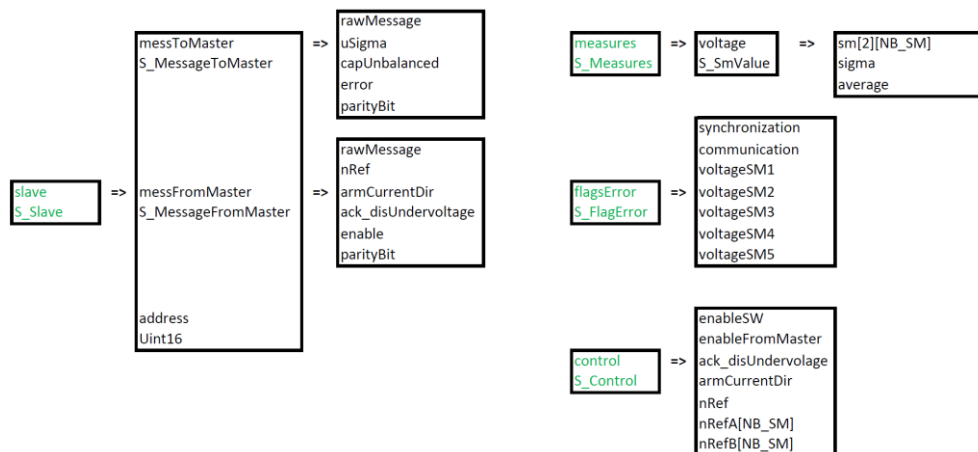 slave
S_Slave
=>
messToMaster
S_MessageToMaster
=>
rawMessage
uSigma
capUnbalanced
error
parityBit
messFromMaster
S_MessageFromMaster
=>
rawMessage
nRef
armCurrentDir
ack_disUndervoltage
enable
parityBit
address
Uint16
measures
S_Measures
=>
voltage
S_SmValue
=>
sm[2][NB_SM]
sigma
average
flagsError
S_FlagError
=>
synchronization
communication
voltageSM1
voltageSM2
voltageSM3
voltageSM4
voltageSM5
control
S_Control
=>
enableSW
enableFromMaster
ack_disUndervolage
armCurrentDir
nRef
nRefA[NB_SM]
nRefB[NB_SM]